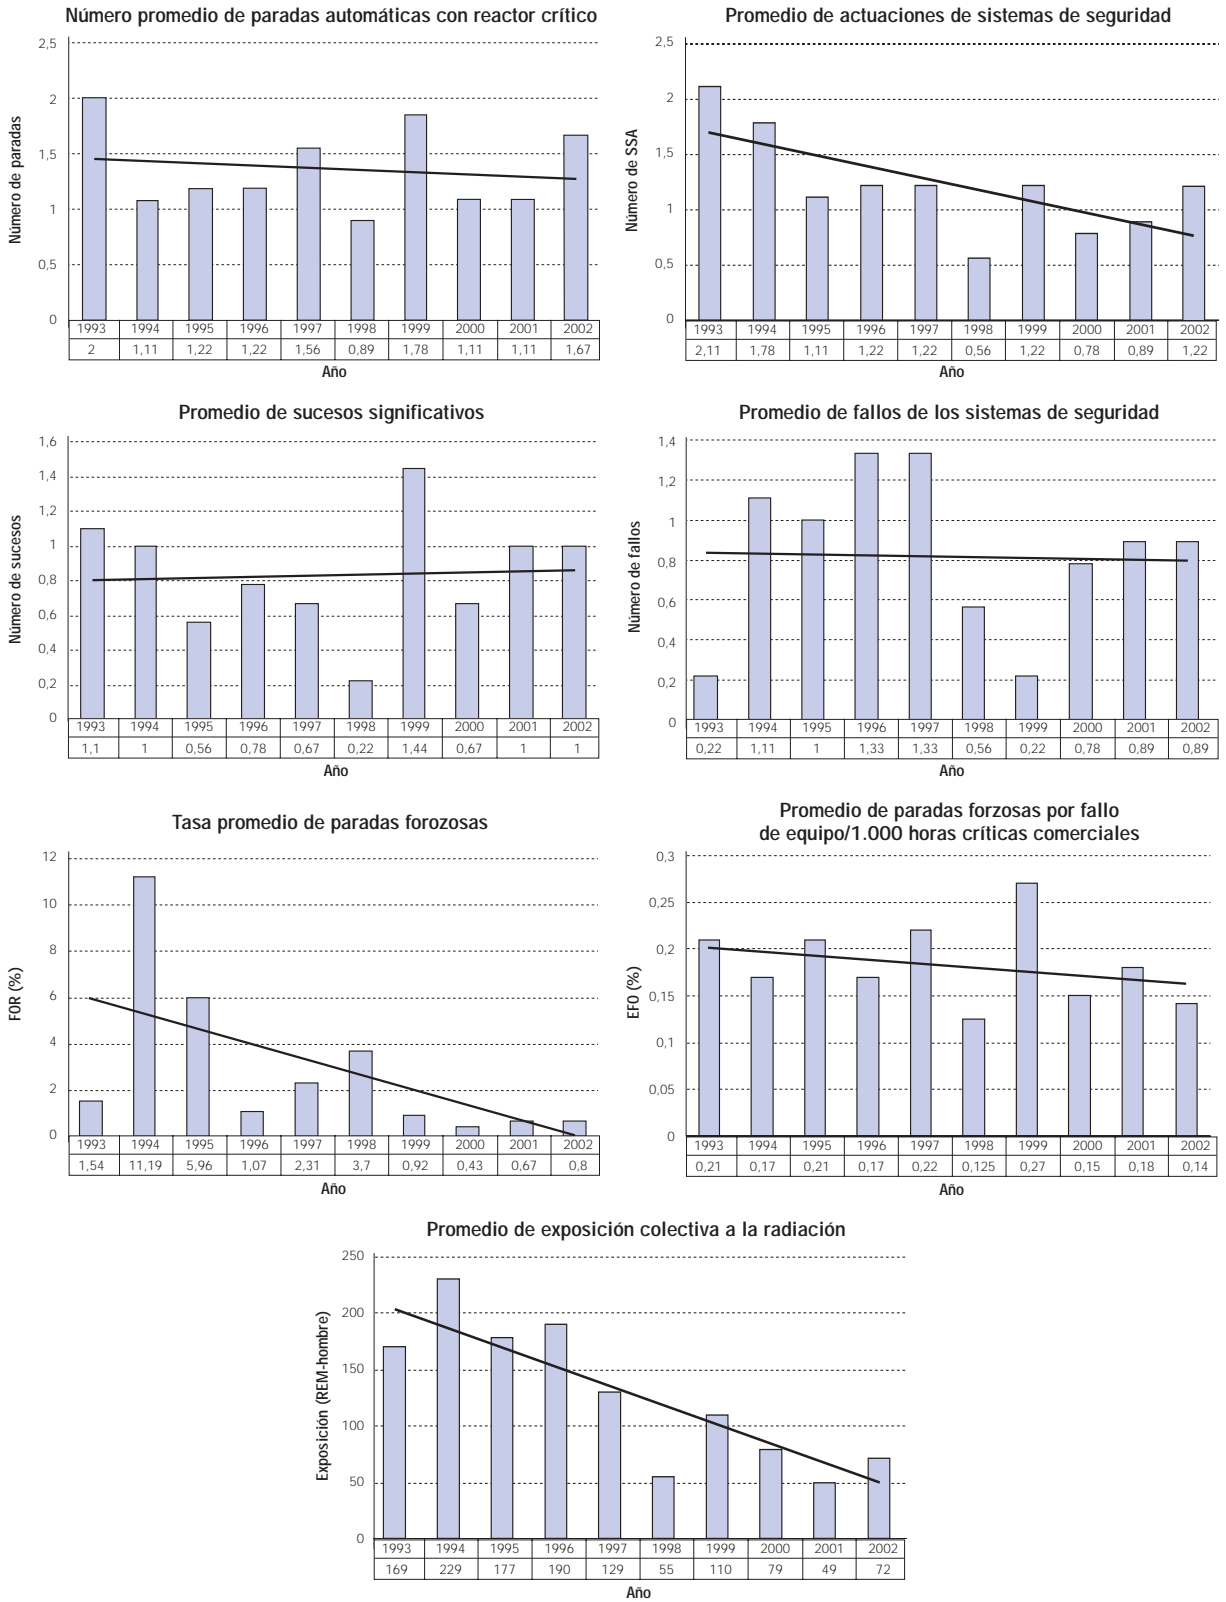 Número promedio de paradas automáticas con reactor crítico
Número de paradas
2,5
2
1,5
1
0,5
0
1993 1994 1995 1996 1997 1998 1999 2000 2001 2002
2 1,11 1,22 1,22 1,56 0,89 1,78 1,11 1,11 1,67
Año
Promedio de actuaciones de sistemas de seguridad
Número de SSA
2,5
2
1,5
1
0,5
0
1993 1994 1995 1996 1997 1998 1999 2000 2001 2002
2,11 1,78 1,11 1,22 1,22 0,56 1,22 0,78 0,89 1,22
Año
Promedio de sucesos significativos
Número de sucesos
1,6
1,4
1,2
1
0,8
0,6
0,4
0,2
0
1993 1994 1995 1996 1997 1998 1999 2000 2001 2002
1,1 1 0,56 0,78 0,67 0,22 1,44 0,67 1 1
Año
Promedio de fallos de los sistemas de seguridad
Número de fallos
1,4
1,2
1
0,8
0,6
0,4
0,2
0
1993 1994 1995 1996 1997 1998 1999 2000 2001 2002
0,22 1,11 1 1,33 1,33 0,56 0,22 0,78 0,89 0,89
Año
Tasa promedio de paradas forozosas
FOR (%)
12
10
8
6
4
2
0
1993 1994 1995 1996 1997 1998 1999 2000 2001 2002
1,54 11,19 5,96 1,07 2,31 3,7 0,92 0,43 0,67 0,8
Año
Promedio de paradas forzosas por fallo
de equipo/1.000 horas críticas comerciales
EFO (%)
0,3
0,25
0,2
0,15
0,1
0,05
0
1993 1994 1995 1996 1997 1998 1999 2000 2001 2002
0,21 0,17 0,21 0,17 0,22 0,125 0,27 0,15 0,18 0,14
Año
Promedio de exposición colectiva a la radiación
Exposición (REM-hombre)
250
200
150
100
50
0
1993 1994 1995 1996 1997 1998 1999 2000 2001 2002
169 229 177 190 129 55 110 79 49 72
Año